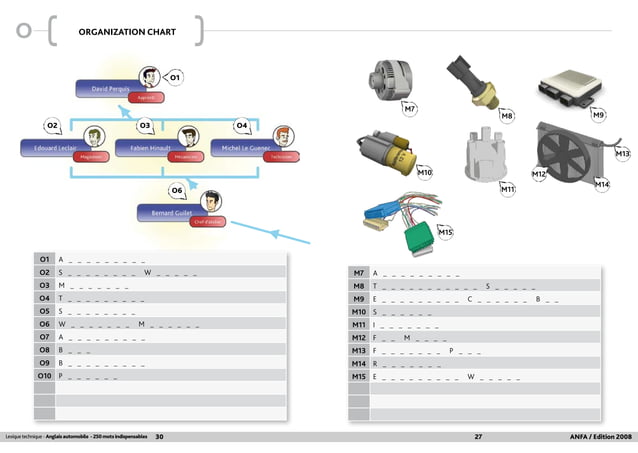 O
ORGANIZATION CHART
O1
David Perquis
Apprenti
O2
O3
O4
Edouard Leclair
Magasinier
Fabien Hinault
Mécanicien
Michel Le Guenec
Technicien
O6
Bernard Guilet
Chef d'atelier
O1 A _ _ _ _ _ _ _ _ _
O2 S _ _ _ _ _ _ _ _ W _ _ _ _ _
O3 M _ _ _ _ _ _ _
O4 T _ _ _ _ _ _ _ _ _
O5 S _ _ _ _ _ _ _ _
O6 W _ _ _ _ _ _ _ M _ _ _ _ _ _
O7 A _ _ _ _ _ _ _ _ _
O8 B _ _ _
O9 B _ _ _ _ _ _ _ _ _
O10 P _ _ _ _ _ _
Lexique technique - Anglais automobile - 250 mots indispensables 30
M7
M8
M9
M10
M11
M12
M13
M14
M15
M7 A _ _ _ _ _ _ _ _ _
M8 T _ _ _ _ _ _ _ _ _ _ _ S _ _ _ _ _
M9 E _ _ _ _ _ _ _ _ _ C _ _ _ _ _ _ B _ _
M10 S _ _ _ _ _ _
M11 I _ _ _ _ _ _ _
M12 F _ _ M _ _ _ _
M13 F _ _ _ _ _ _ _ P _ _ _
M14 R _ _ _ _ _ _ _
M15 E _ _ _ _ _ _ _ _ _ W _ _ _ _ _
27 ANFA / Edition 2008